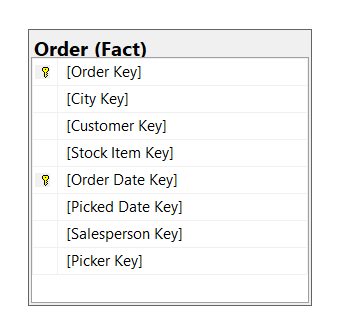 Order (Fact)
[Order Key]
[City Key]
[Customer Key]
[Stock Item Key]
[Order Date Key]
[Picked Date Key]
[Salesperson Key]
[Picker Key]